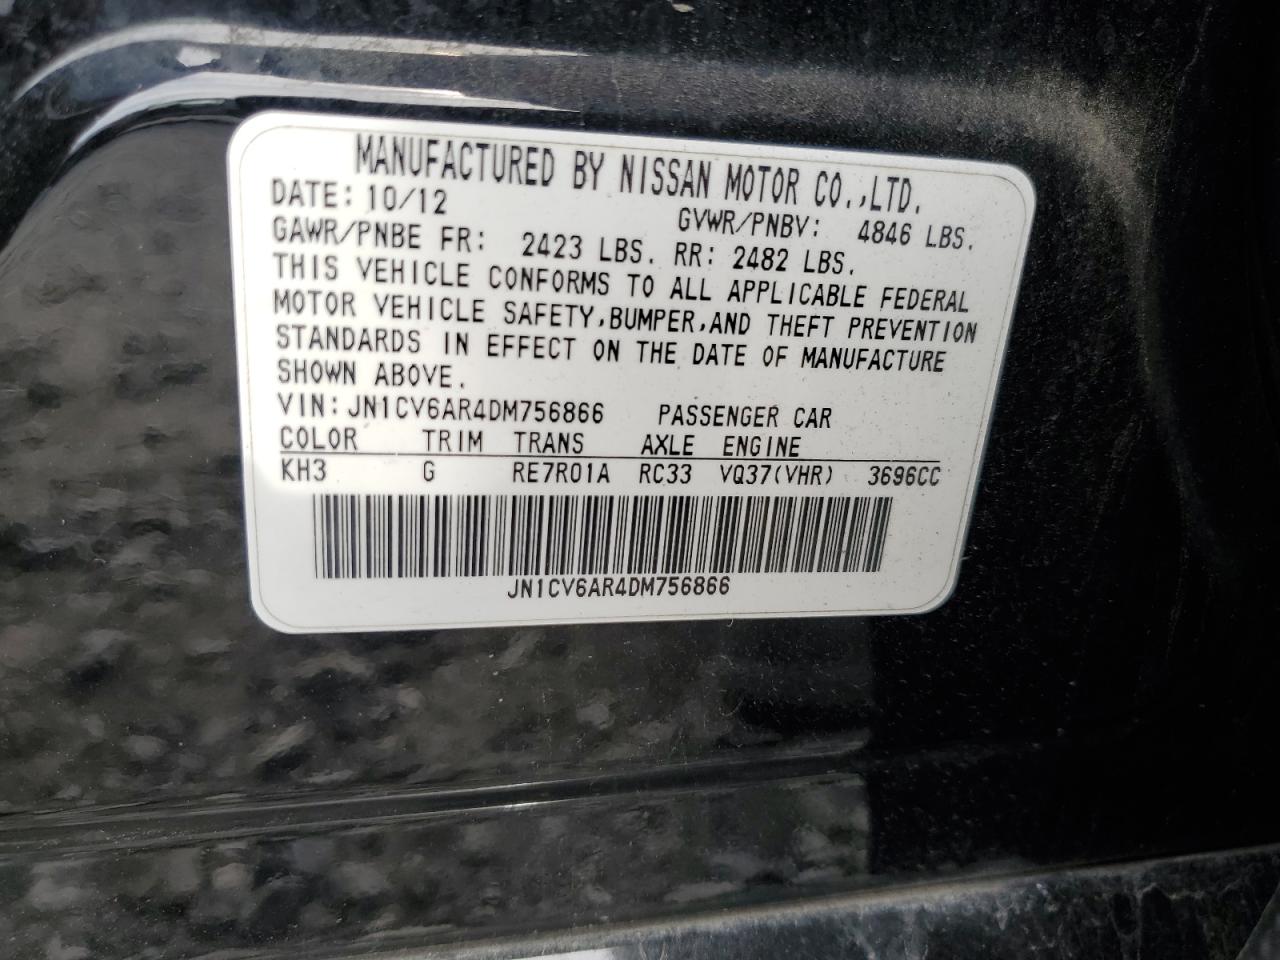 MANUFACTURED BY NISSAN MOTOR CO.,LTD.
DATE: 10/12 GVWR/PNBV: 4846 LBS.
GAWR/PNBE FR: 2423 LBS. RR: 2482 LBS.
THIS VEHICLE CONFORMS TO ALL APPLICABLE FEDERAL
MOTOR VEHICLE SAFETY,BUMPER,AND THEFT PREVENTION
STANDARDS IN EFFECT ON THE DATE OF MANUFACTURE
SHOWN ABOVE.
VIN:JN1CV6AR4DM756866 PASSENGER CAR
COLOR TRIM TRANS AXLE ENGINE
KH3 G RE7R01A RC33 VQ37(VHR) 3696CC
JN1CV6AR4DM756866